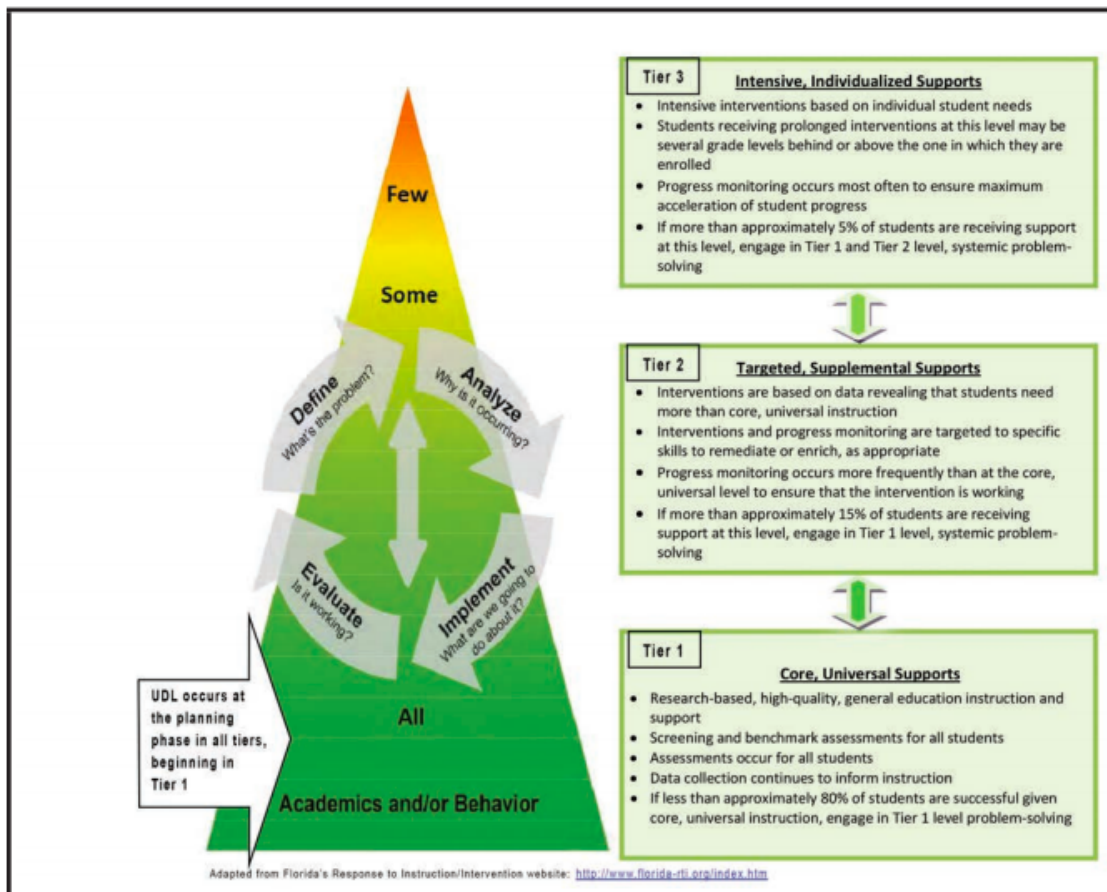 Few
Some
Define
What's the problem?
Analyze
Why is it occurring?
Implement
What are we going to
do about it?
Evaluate
Is it working?
All
Academics and/or Behavior
UDL occurs at
the planning
phase in all tiers,
beginning in
Tier 1
Tier 3
Intensive, Individualized Supports
• Intensive interventions based on individual student needs
• Students receiving prolonged interventions at this level may be
several grade levels behind or above the one in which they are
enrolled
• Progress monitoring occurs most often to ensure maximum
acceleration of student progress
• If more than approximately 5% of students are receiving support
at this level, engage in Tier 1 and Tier 2 level, systemic problem-
solving
Tier 2
Targeted, Supplemental Supports
• Interventions are based on data revealing that students need
more than core, universal instruction
• Interventions and progress monitoring are targeted to specific
skills to remediate or enrich, as appropriate
• Progress monitoring occurs more frequently than at the core,
universal level to ensure that the intervention is working
• If more than approximately 15% of students are receiving
support at this level, engage in Tier 1 level, systemic problem-
solving
Tier 1
Core, Universal Supports
• Research-based, high-quality, general education instruction and
support
• Screening and benchmark assessments for all students
• Assessments occur for all students
• Data collection continues to inform instruction
• If less than approximately 80% of students are successful given
core, universal instruction, engage in Tier 1 level problem-solving
Adapted from Florida's Response to Instruction/Intervention website: http://www.florida-rti.org/index.htm